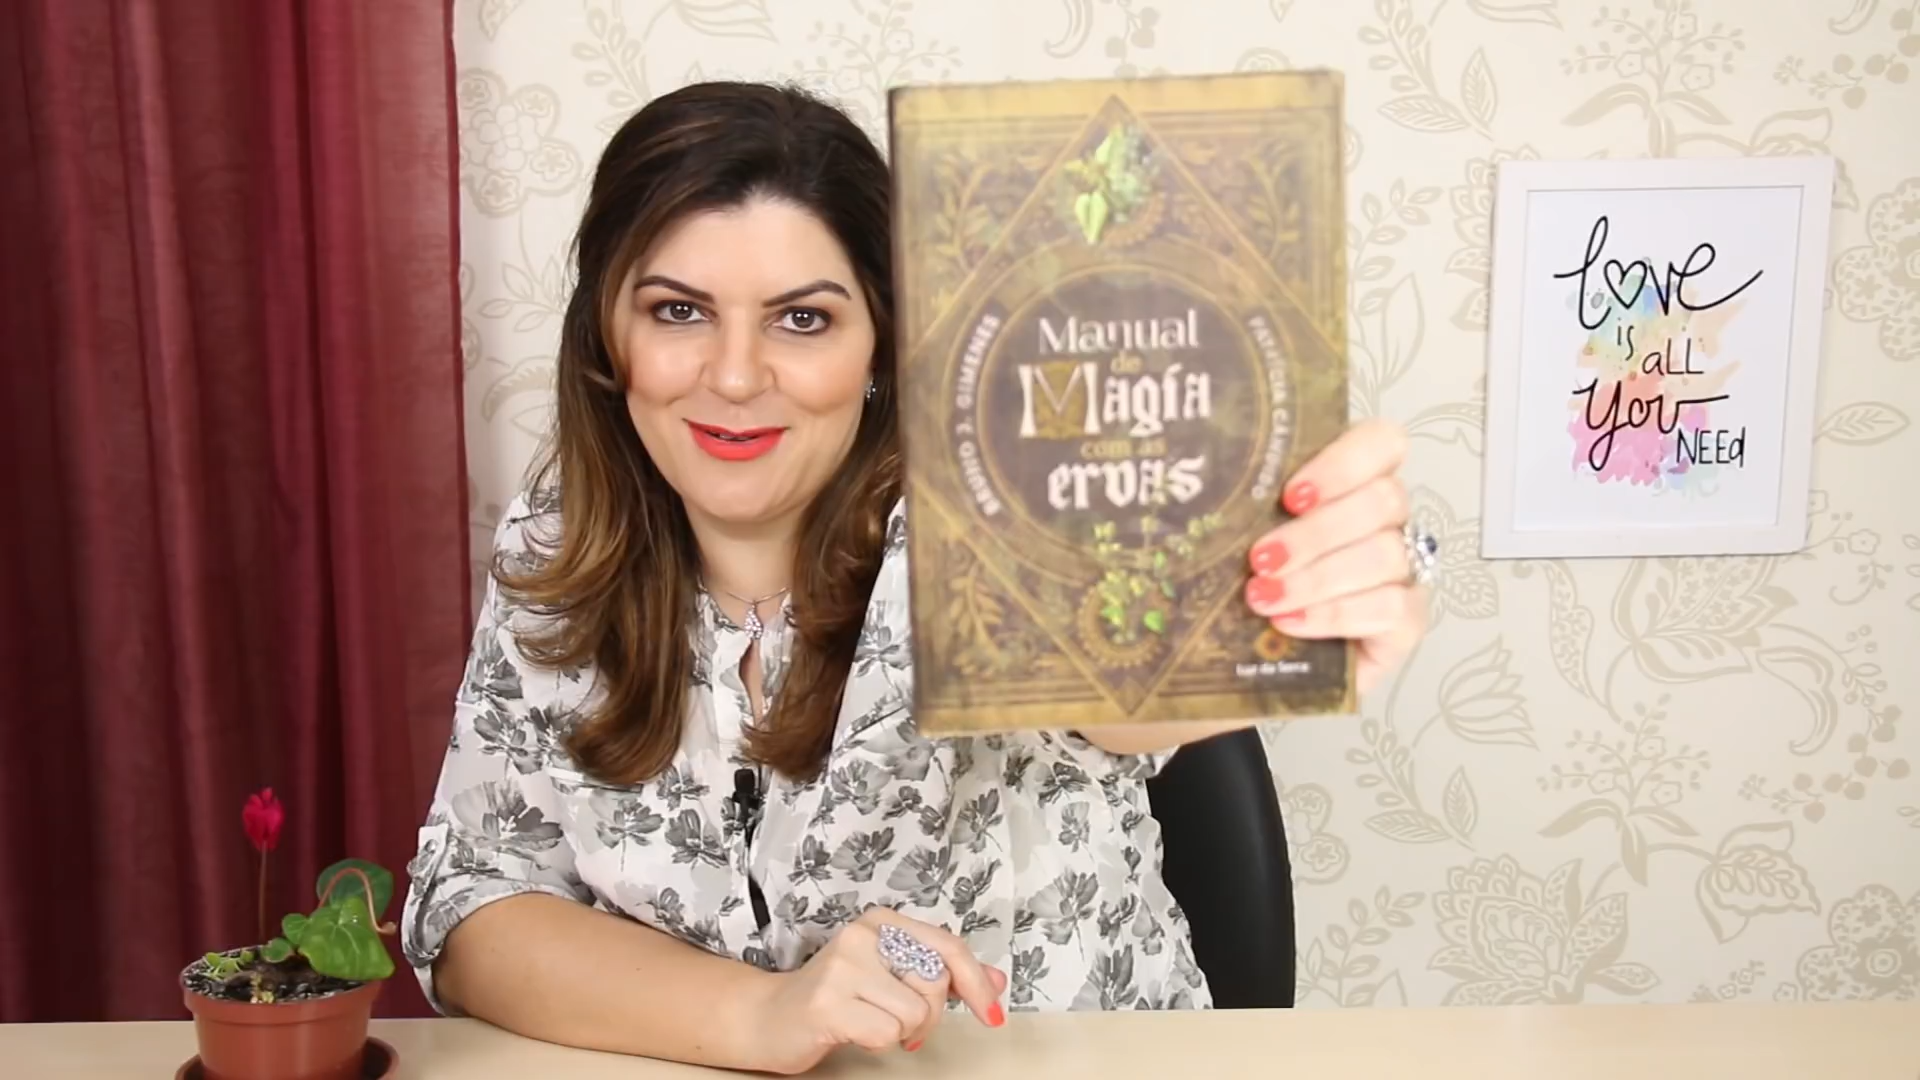 Manual
de
Magia
com as
ervas
BRUNO J. GIMENES
PATRÍCIA CÂNDIDO
Luz da Serra
love
is
all
you
NEEd